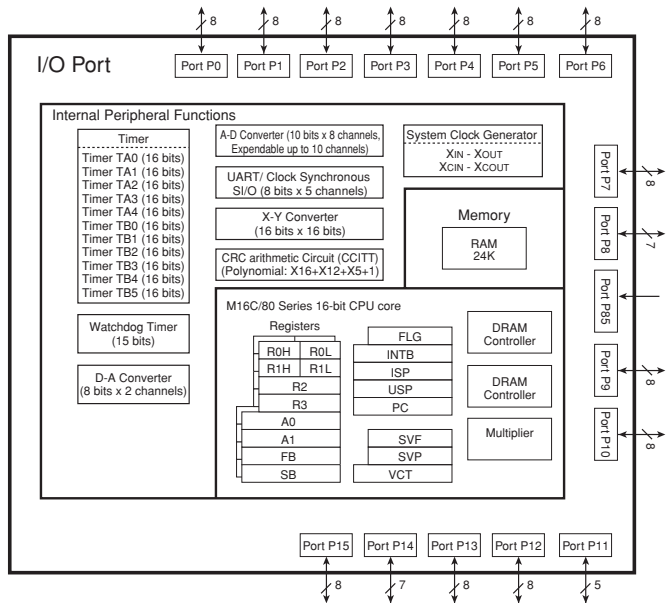 8 8 8 8 8 8 8
I/O Port
Port P0 Port P1 Port P2 Port P3 Port P4 Port P5 Port P6
Internal Peripheral Functions
Timer
Timer TA0 (16 bits)
Timer TA1 (16 bits)
Timer TA2 (16 bits)
Timer TA3 (16 bits)
Timer TA4 (16 bits)
Timer TB0 (16 bits)
Timer TB1 (16 bits)
Timer TB2 (16 bits)
Timer TB3 (16 bits)
Timer TB4 (16 bits)
Timer TB5 (16 bits)
Watchdog Timer
(15 bits)
D-A Converter
(8 bits x 2 channels)
A-D Converter (10 bits x 8 channels,
Expendable up to 10 channels)
UART/ Clock Synchronous
SI/O (8 bits x 5 channels)
X-Y Converter
(16 bits x 16 bits)
CRC arithmetic Circuit (CCITT)
(Polynomial: X16+X12+X5+1)
System Clock Generator
XIN - XOUT
XCIN - XCOUT
Memory
RAM
24K
M16C/80 Series 16-bit CPU core
Registers
R0H R0L
R1H R1L
R2
R3
A0
A1
FB
SB
FLG
INTB
ISP
USP
PC
SVF
SVP
VCT
DRAM
Controller
DRAM
Controller
Multiplier
Port P7
8
Port P8
7
Port P85
Port P9
8
Port P10
8
Port P15 Port P14 Port P13 Port P12 Port P11
8 7 8 8 5